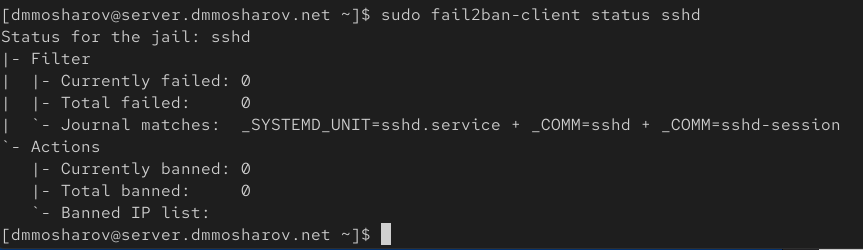 [dmmosharov@server.dmmosharov.net ~]$ sudo fail2ban-client status sshd
Status for the jail: sshd
|- Filter
|  |- Currently failed: 0
|  |- Total failed:     0
|  `- Journal matches:  _SYSTEMD_UNIT=sshd.service + _COMM=sshd + _COMM=sshd-session
`- Actions
   |- Currently banned: 0
   |- Total banned:     0
   `- Banned IP list:
[dmmosharov@server.dmmosharov.net ~]$